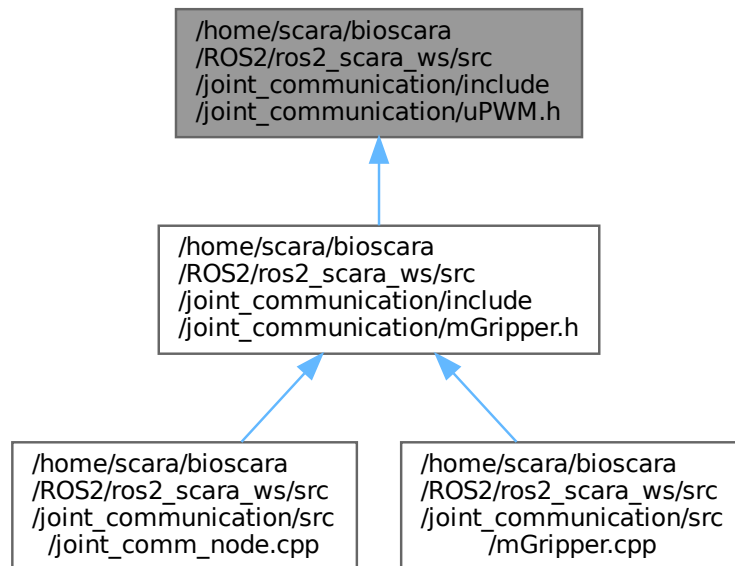 /home/scara/bioscara
/ROS2/ros2_scara_ws/src
/joint_communication/include
/joint_communication/uPWM.h
/home/scara/bioscara
/ROS2/ros2_scara_ws/src
/joint_communication/include
/joint_communication/mGripper.h
/home/scara/bioscara
/ROS2/ros2_scara_ws/src
/joint_communication/src
/joint_comm_node.cpp
/home/scara/bioscara
/ROS2/ros2_scara_ws/src
/joint_communication/src
/mGripper.cpp